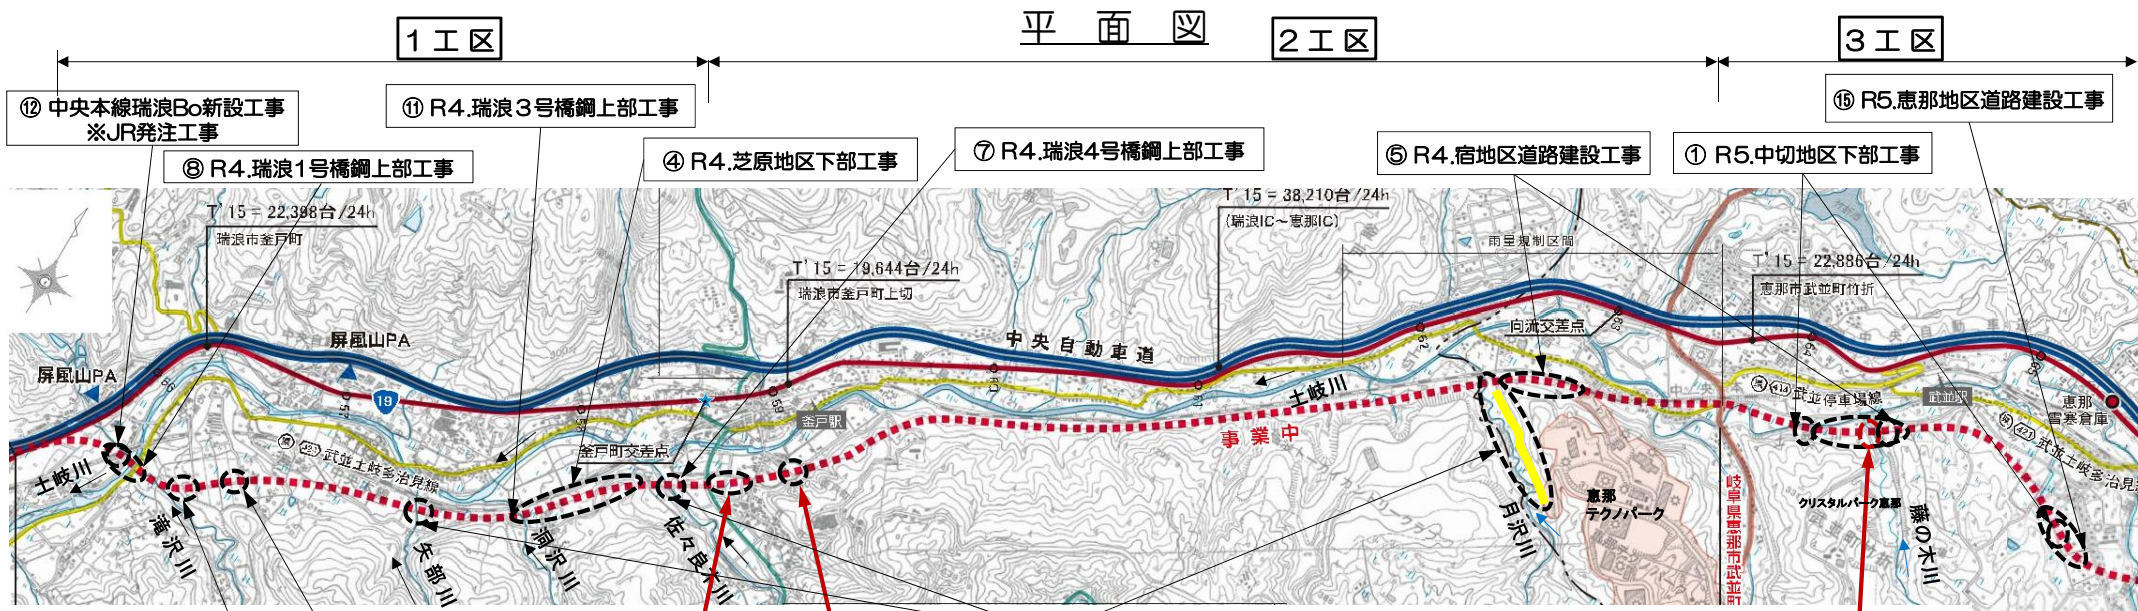 平面図
1工区
2工区
3工区
⑫ 中央本線瑞浪Bo新設工事
※JR発注工事
⑪ R4.瑞浪3号橋鋼上部工事
⑮ R5.恵那地区道路建設工事
⑧ R4.瑞浪1号橋鋼上部工事
④ R4.芝原地区下部工事
⑦ R4.瑞浪4号橋鋼上部工事
⑤ R4.宿地区道路建設工事
① R5.中切地区下部工事
T'15=22,398台/24h
瑞浪市釜戸町
T'15=38,210台/24h
(瑞浪IC～恵那IC)
雨量規制区間
T'15=19,644台/24h
瑞浪市釜戸町上切
T'15=22,886台/24h
恵那市武並町竹折
屏風山PA
屏風山PA
中央自動車道
向流交差点
19
釜戸駅
土岐川
事業中
414 武並停車場線
武並駅
恵那
雪寒倉庫
釜戸町交差点
423 武並土岐多治見線
421 武並土岐多治見線
土岐川
滝沢川
矢部川
洞沢川
佐々良木川
月沢川
恵那
テクノパーク
岐阜県恵那市武並町
クリスタルパーク恵那
藤の木川